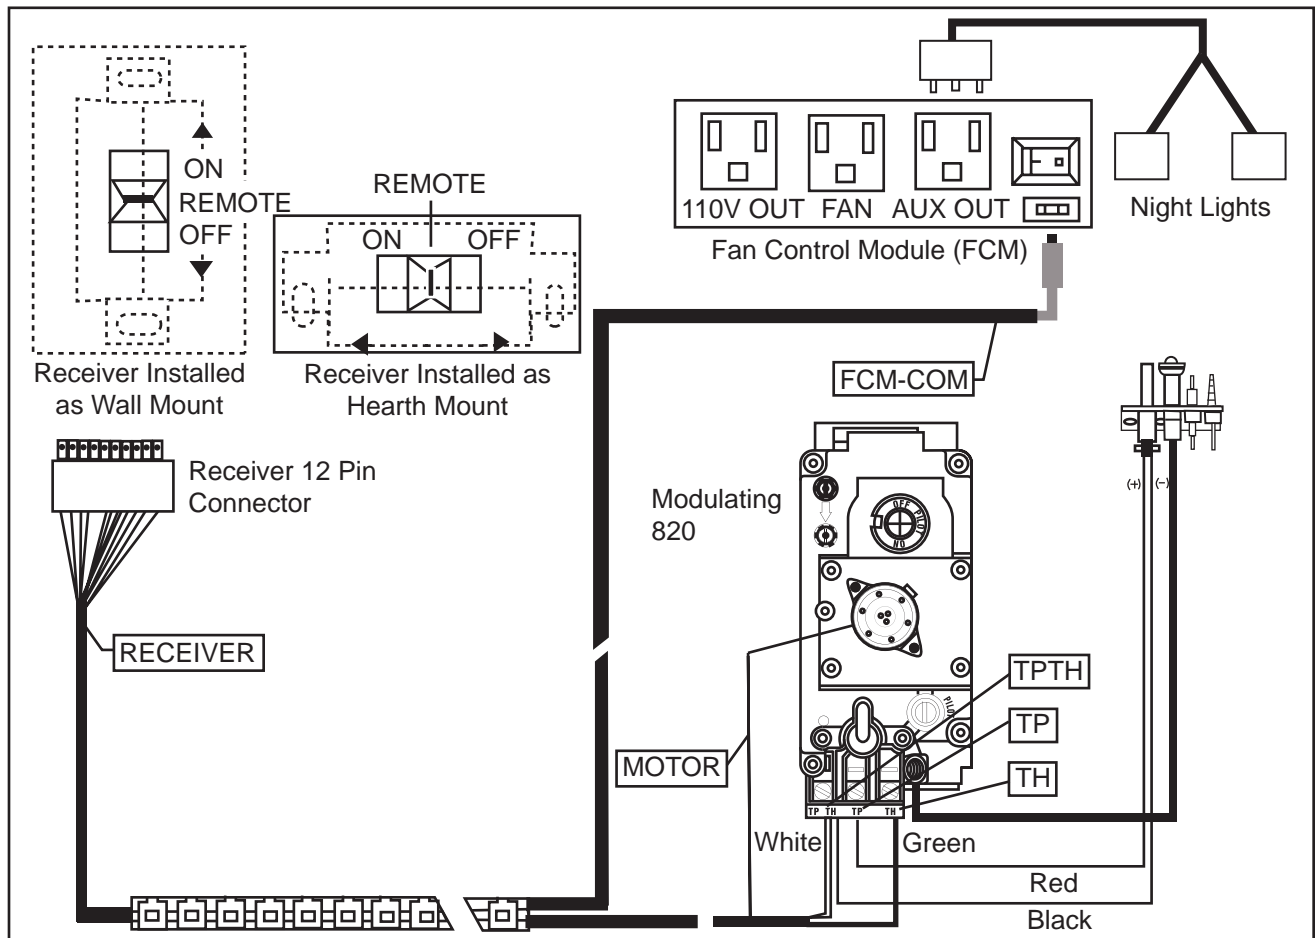 ON
REMOTE
OFF
Receiver Installed
as Wall Mount
REMOTE
ON OFF
Receiver Installed as
Hearth Mount
110V OUT FAN AUX OUT
Fan Control Module (FCM)
Night Lights
FCM-COM
Receiver 12 Pin
Connector
RECEIVER
Modulating
820
OFF PILOT
ON
PILOT
(+) (-)
MOTOR
TPTH
TP
TH
TP TH TP TH
White Green
Red
Black